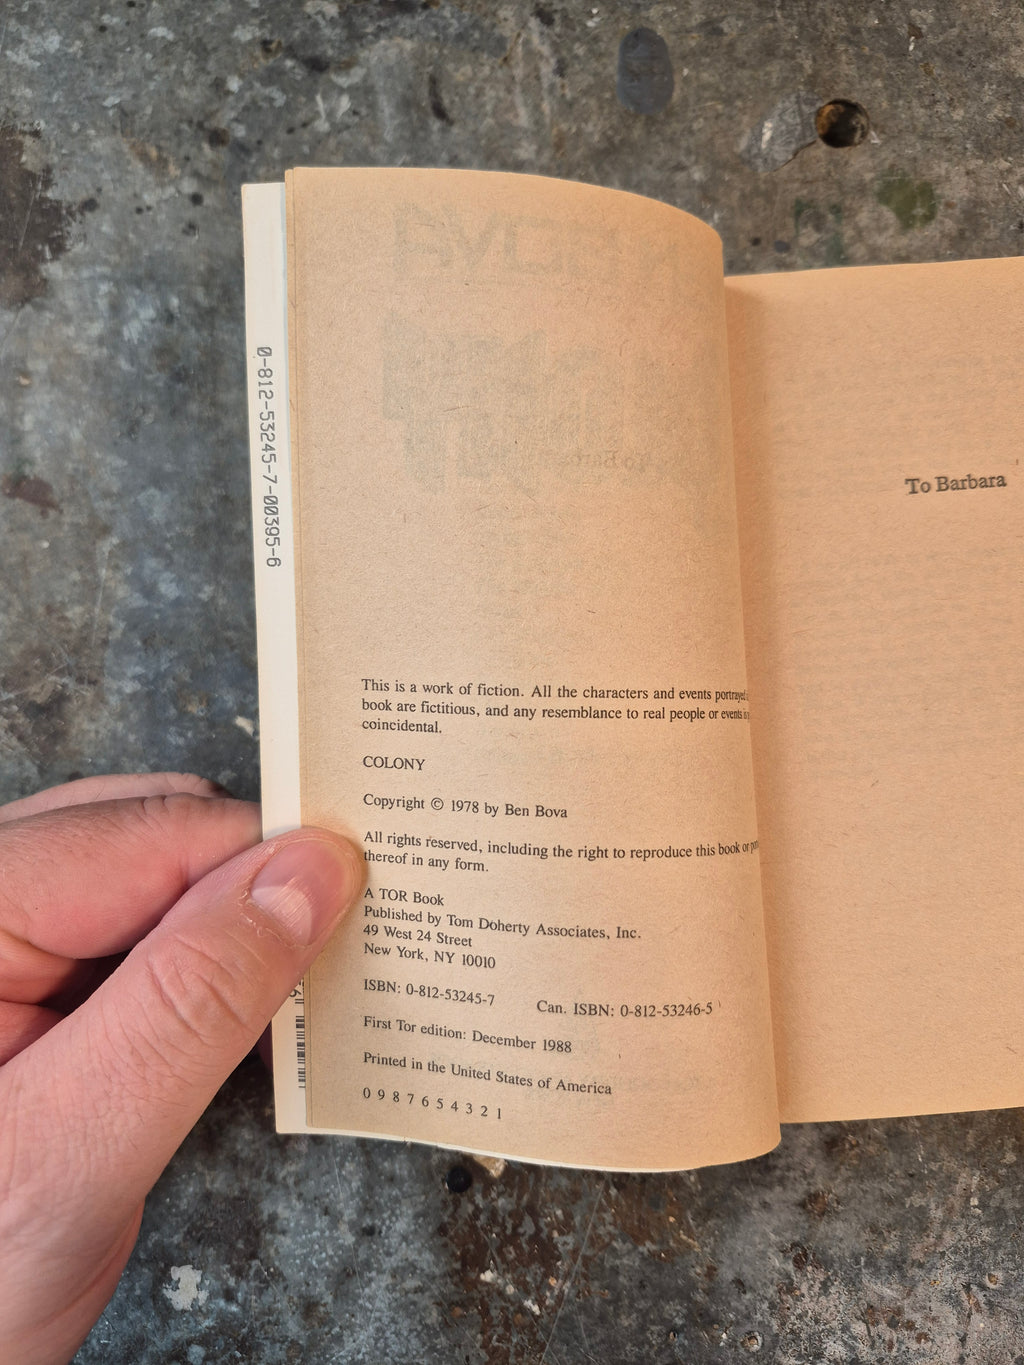 0-812-53245-7-00395-6
This is a work of fiction. All the characters and events portrayed
book are fictitious, and any resemblance to real people or events is
coincidental.
COLONY
Copyright © 1978 by Ben Bova
All rights reserved, including the right to reproduce this book or
thereof in any form.
A TOR Book
Published by Tom Doherty Associates, Inc.
49 West 24 Street
New York, NY 10010
ISBN: 0-812-53245-7 Can. ISBN: 0-812-53246-5
First Tor edition: December 1988
Printed in the United States of America
0 9 8 7 6 5 4 3 2 1
To Barbara